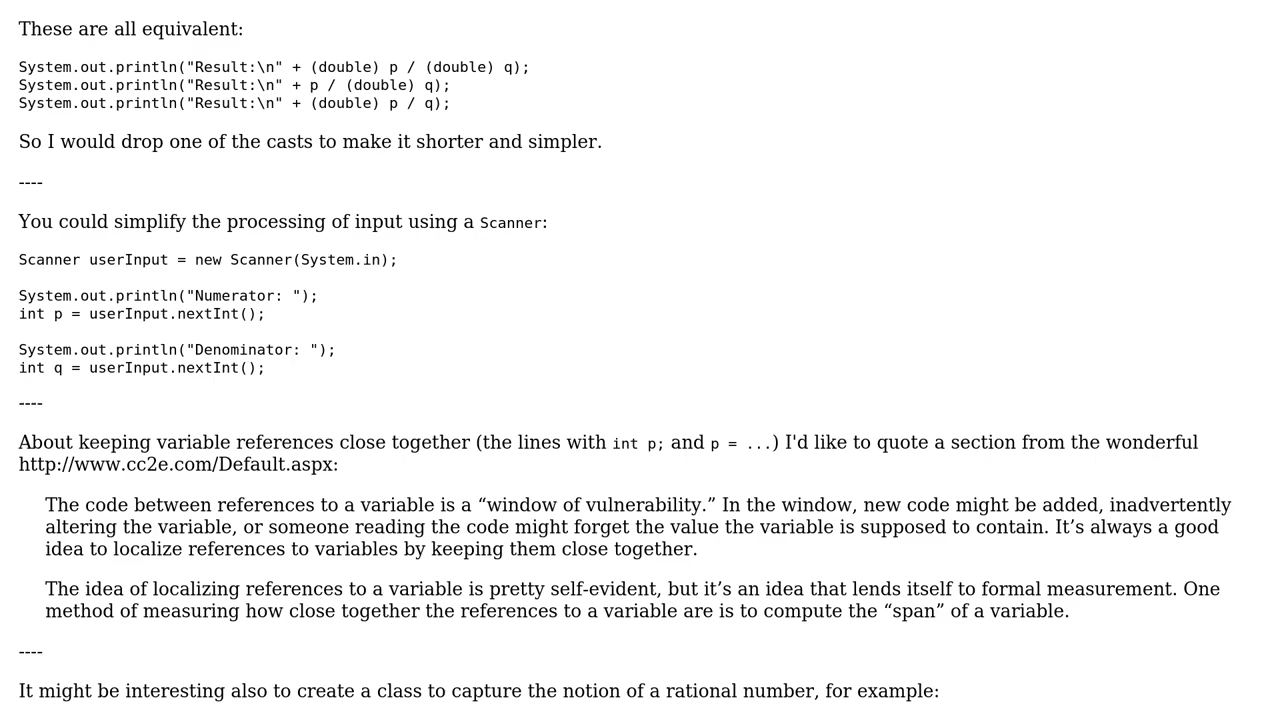 These are all equivalent:
System.out.println("Result:\n" + (double) p / (double) q);
System.out.println("Result:\n" + p / (double) q);
System.out.println("Result:\n" + (double) p / q);
So I would drop one of the casts to make it shorter and simpler.
----
You could simplify the processing of input using a Scanner:
Scanner userInput = new Scanner(System.in);
System.out.println("Numerator: ");
int p = userInput.nextInt();
System.out.println("Denominator: ");
int q = userInput.nextInt();
----
About keeping variable references close together (the lines with int p; and p = ...) I'd like to quote a section from the wonderful
http://www.cc2e.com/Default.aspx:
The code between references to a variable is a “window of vulnerability.” In the window, new code might be added, inadvertently
altering the variable, or someone reading the code might forget the value the variable is supposed to contain. It’s always a good
idea to localize references to variables by keeping them close together.
The idea of localizing references to a variable is pretty self-evident, but it’s an idea that lends itself to formal measurement. One
method of measuring how close together the references to a variable are is to compute the “span” of a variable.
----
It might be interesting also to create a class to capture the notion of a rational number, for example: